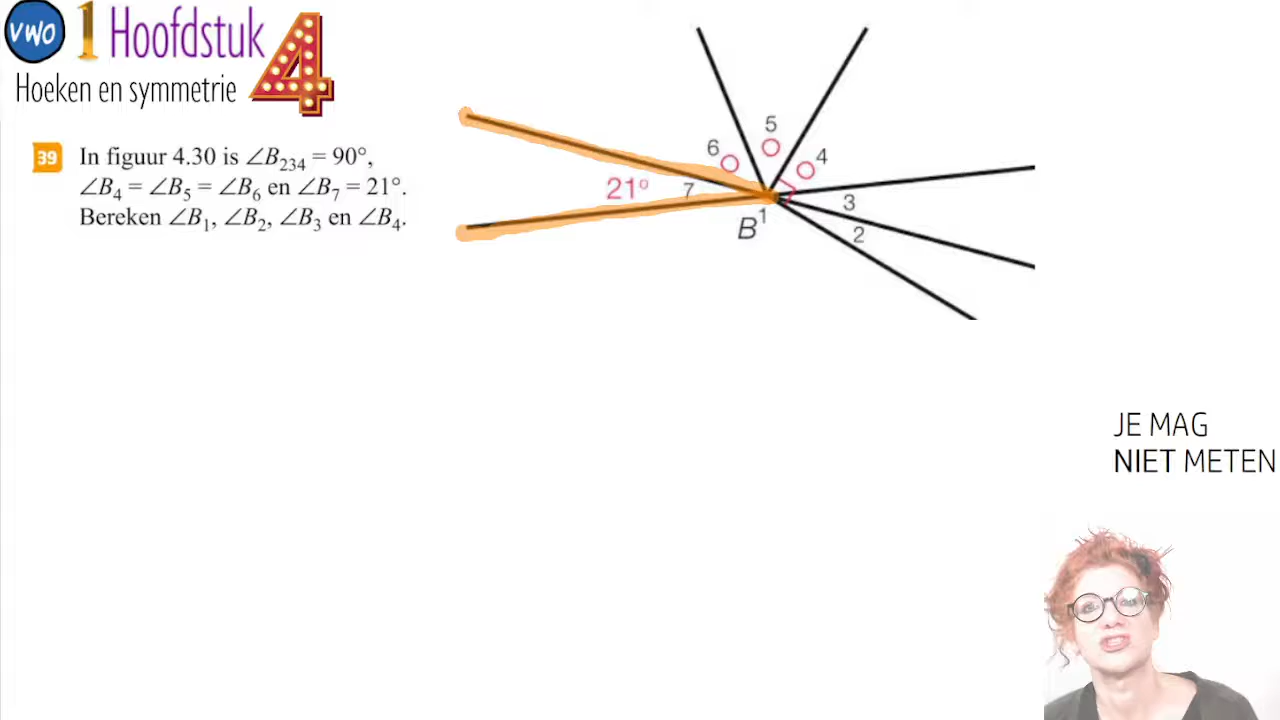 VWO 1 Hoofdstuk 4
Hoeken en symmetrie
39 In figuur 4.30 is ∠B₂₃₄ = 90°,
∠B₄ = ∠B₅ = ∠B₆ en ∠B₇ = 21°.
Bereken ∠B₁, ∠B₂, ∠B₃ en ∠B₄.
5
6
4
21°
7
3
B
1
2
JE MAG
NIET METEN